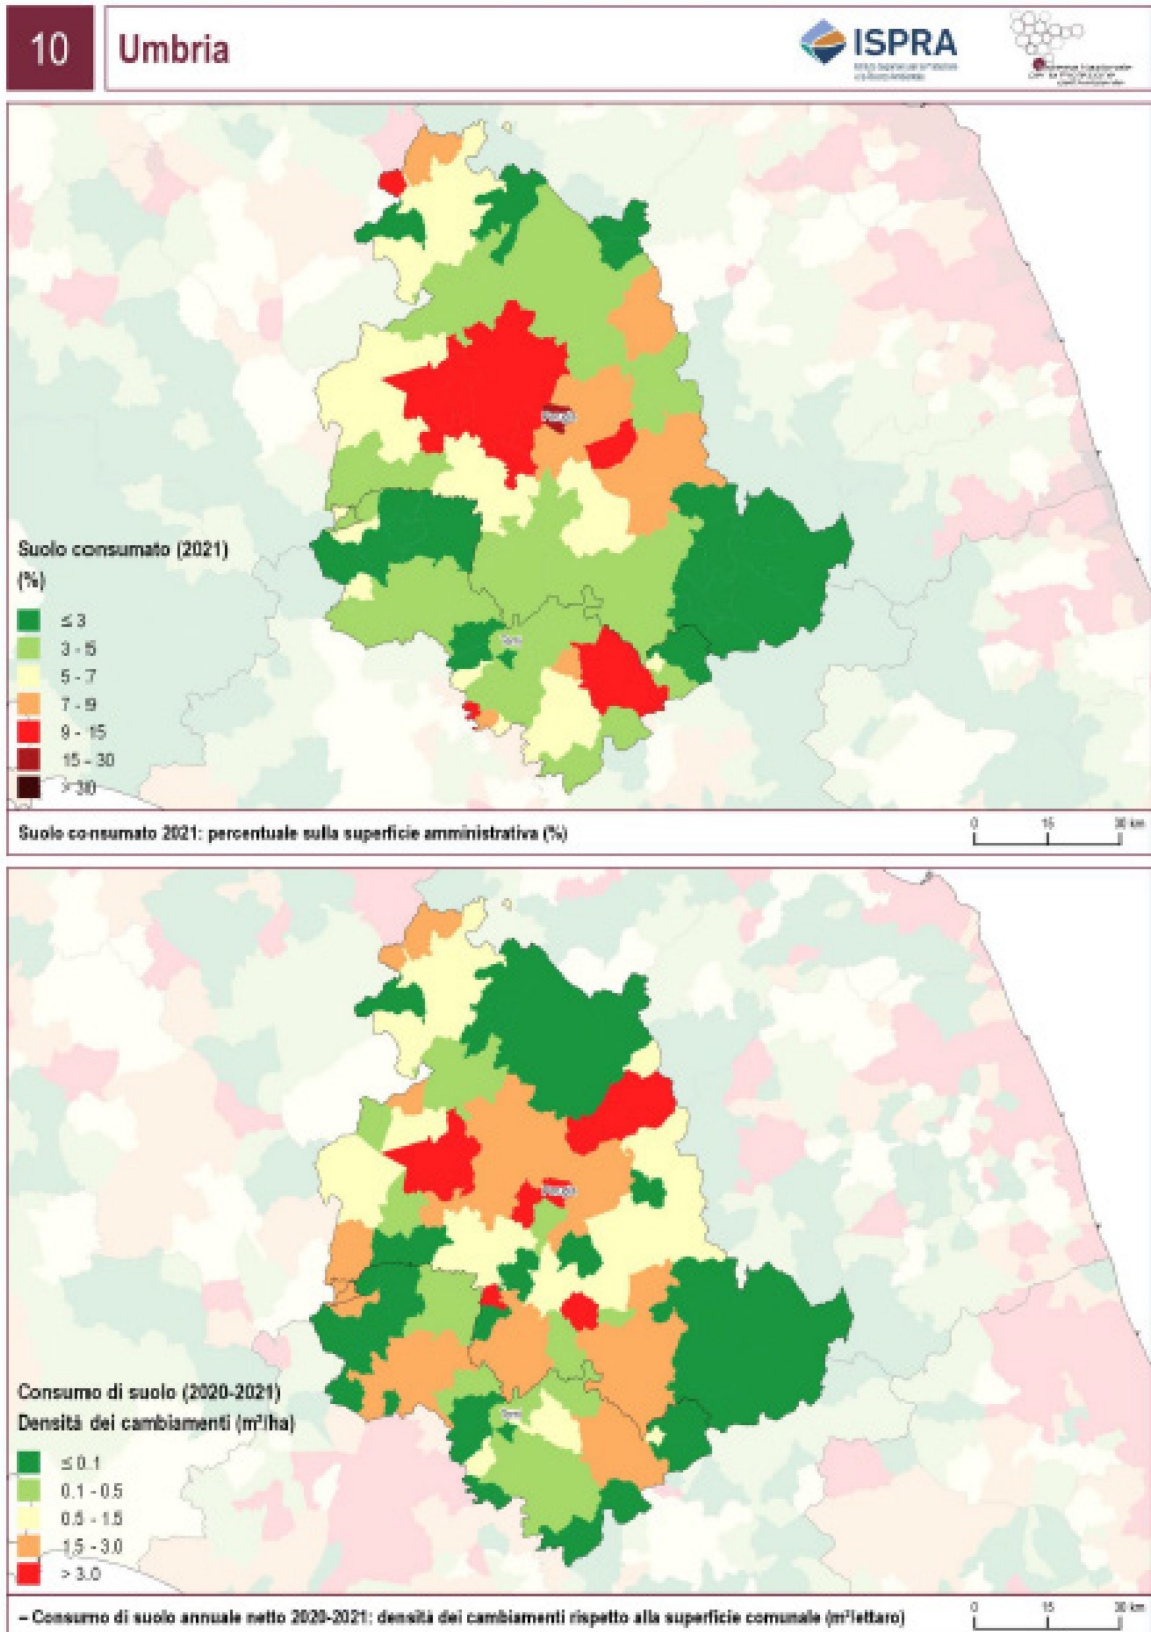 10
Umbria
ISPRA
Suolo consumato (2021)
(%)
≤ 3
3 - 5
5 - 7
7 - 9
9 - 15
15 - 30
> 30
Suolo consumato 2021: percentuale sulla superficie amministrativa (%)
0 15 30 km
Consumo di suolo (2020-2021)
Densità dei cambiamenti (m²/ha)
≤ 0.1
0.1 - 0.5
0.5 - 1.5
1.5 - 3.0
> 3.0
– Consumo di suolo annuale netto 2020-2021: densità dei cambiamenti rispetto alla superficie comunale (m²/ettaro)
0 15 30 km